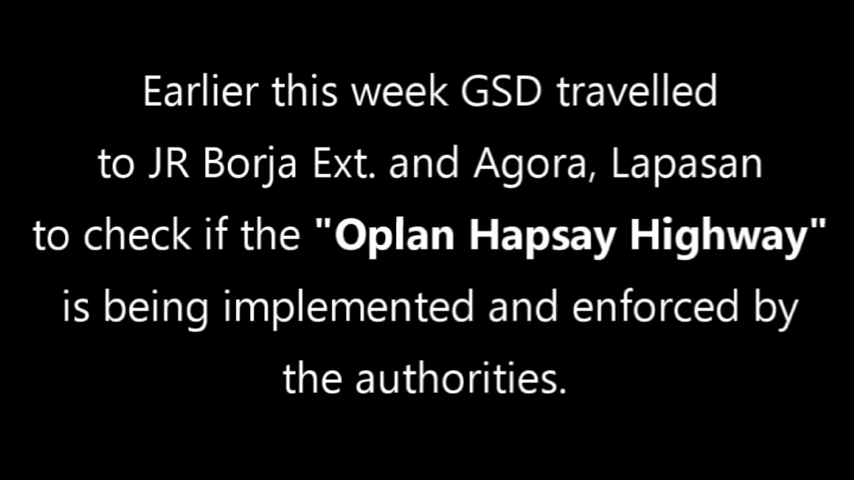 Earlier this week GSD travelled
to JR Borja Ext. and Agora, Lapasan
to check if the "Oplan Hapsay Highway"
is being implemented and enforced by
the authorities.